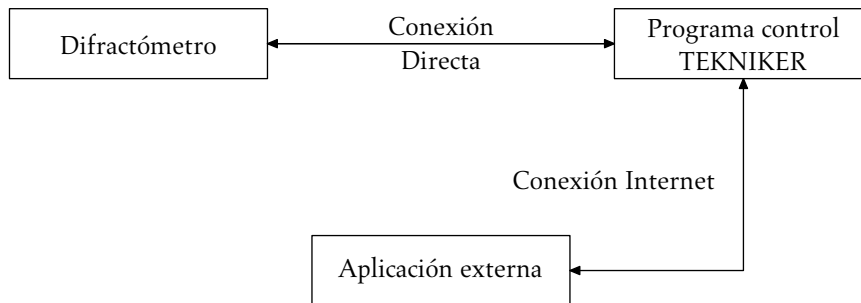 Difractómetro
Conexión
Directa
Programa control
TEKNIKER
Conexión Internet
Aplicación externa